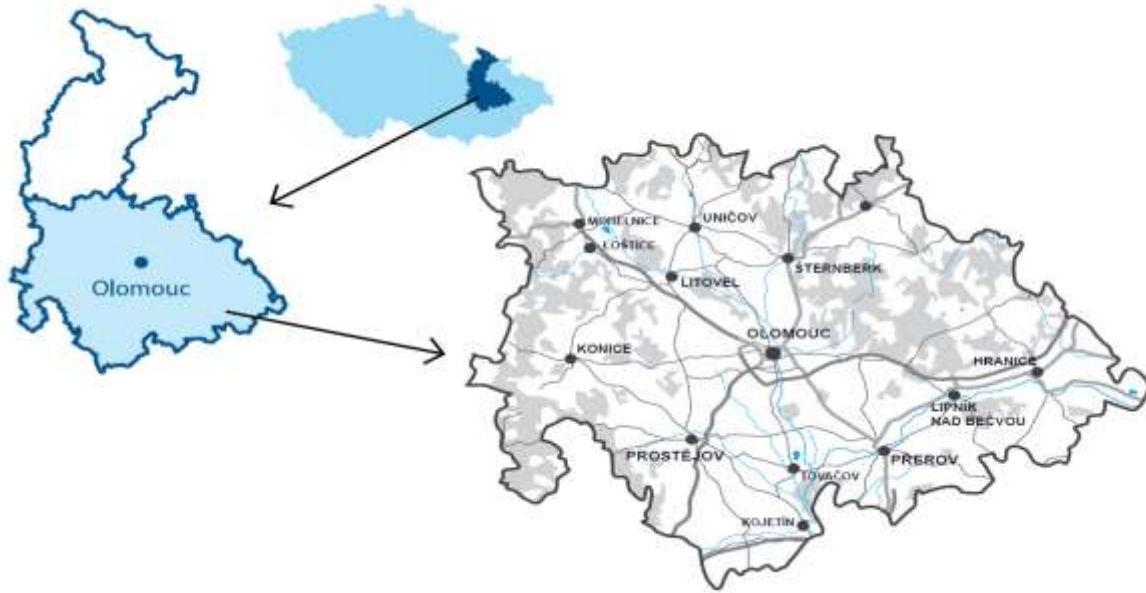 Olomouc
MOHELNICE
UNIČOV
LOŠTICE
ŠTERNBERK
LITOVEL
OLOMOUC
KONICE
HRANICE
LIPNÍK
NAD BEČVOU
PROSTĚJOV
PŘEROV
TOVAČOV
KOJETÍN